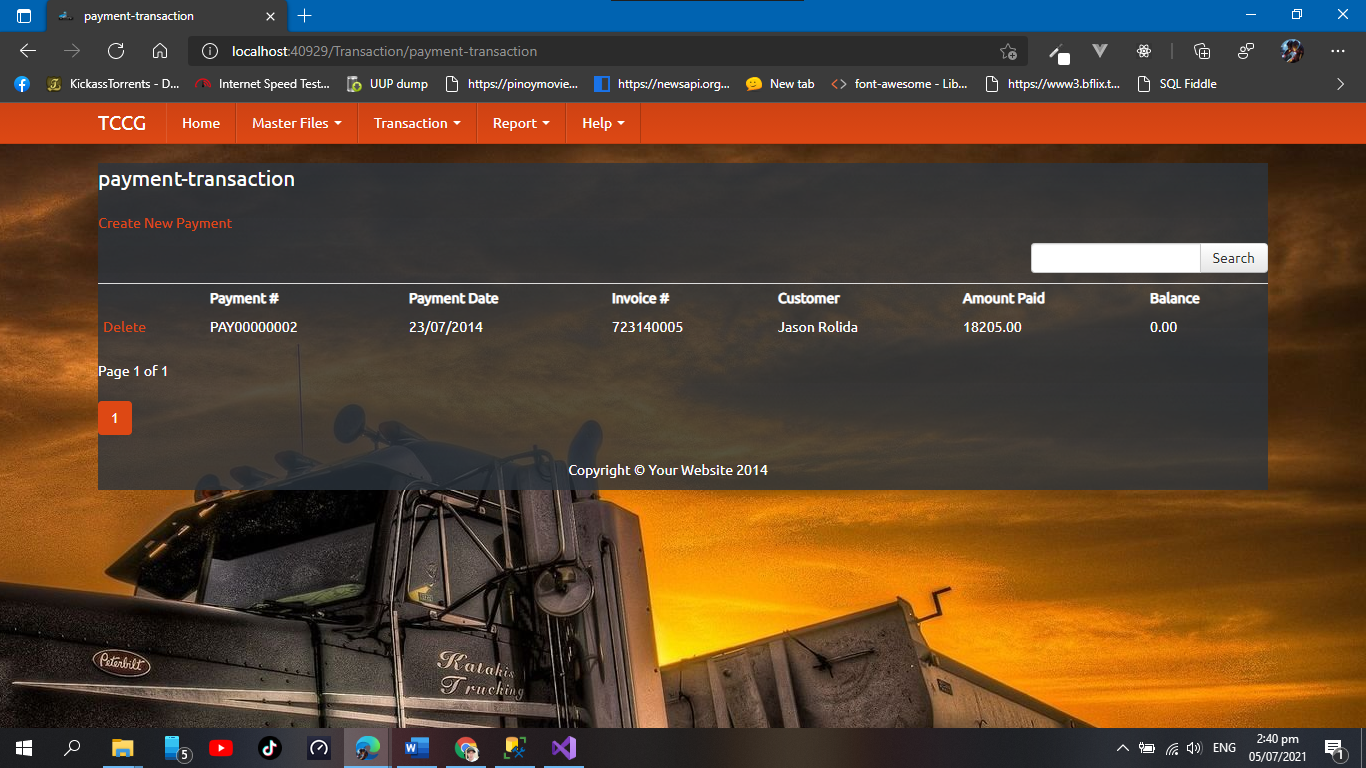 payment-transaction
localhost:40929/Transaction/payment-transaction
KickassTorrents - D...
Internet Speed Test...
UUP dump
https://pinoymovie...
https://newsapi.org...
New tab
font-awesome - Lib...
https://www3.bflix.t...
SQL Fiddle
TCCG
Home
Master Files
Transaction
Report
Help
payment-transaction
Create New Payment
Search
Payment # Payment Date Invoice # Customer Amount Paid Balance
Delete PAY00000002 23/07/2014 723140005 Jason Rolida 18205.00 0.00
Page 1 of 1
1
Copyright © Your Website 2014
Peterbilt
Katakis
Trucking
5
ENG
2:40 pm
05/07/2021
1